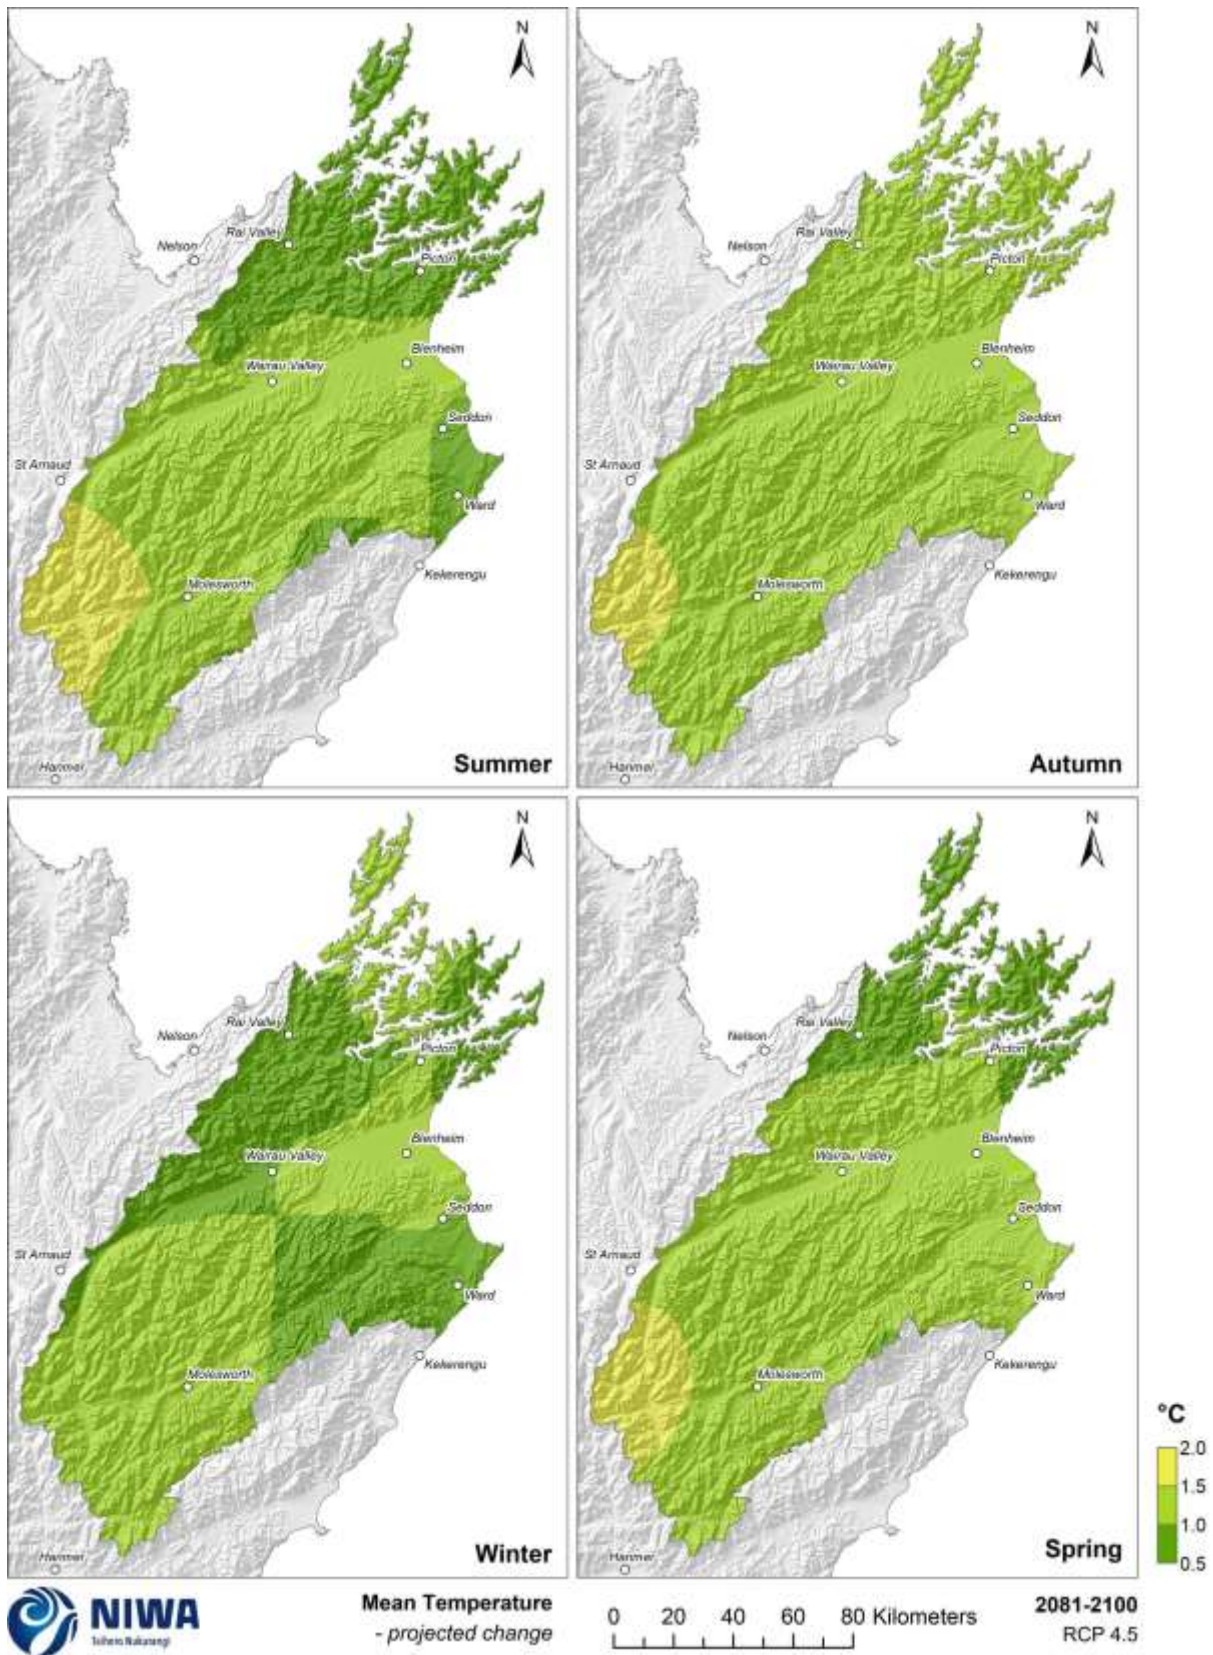 N
Rai Valley
Nelson
Picton
Blenheim
Wairau Valley
Seddon
St Arnaud
Ward
Kekerengu
Molesworth
Hanmer
Summer
N
Rai Valley
Nelson
Picton
Blenheim
Wairau Valley
Seddon
St Arnaud
Ward
Kekerengu
Molesworth
Hanmer
Autumn
N
Rai Valley
Nelson
Picton
Blenheim
Wairau Valley
Seddon
St Arnaud
Ward
Kekerengu
Molesworth
Hanmer
Winter
N
Rai Valley
Nelson
Picton
Blenheim
Wairau Valley
Seddon
St Arnaud
Ward
Kekerengu
Molesworth
Hanmer
Spring
°C
2.0
1.5
1.0
0.5
NIWA
Taihoro Nukurangi
Mean Temperature
- projected change
0 20 40 60 80 Kilometers
2081-2100
RCP 4.5